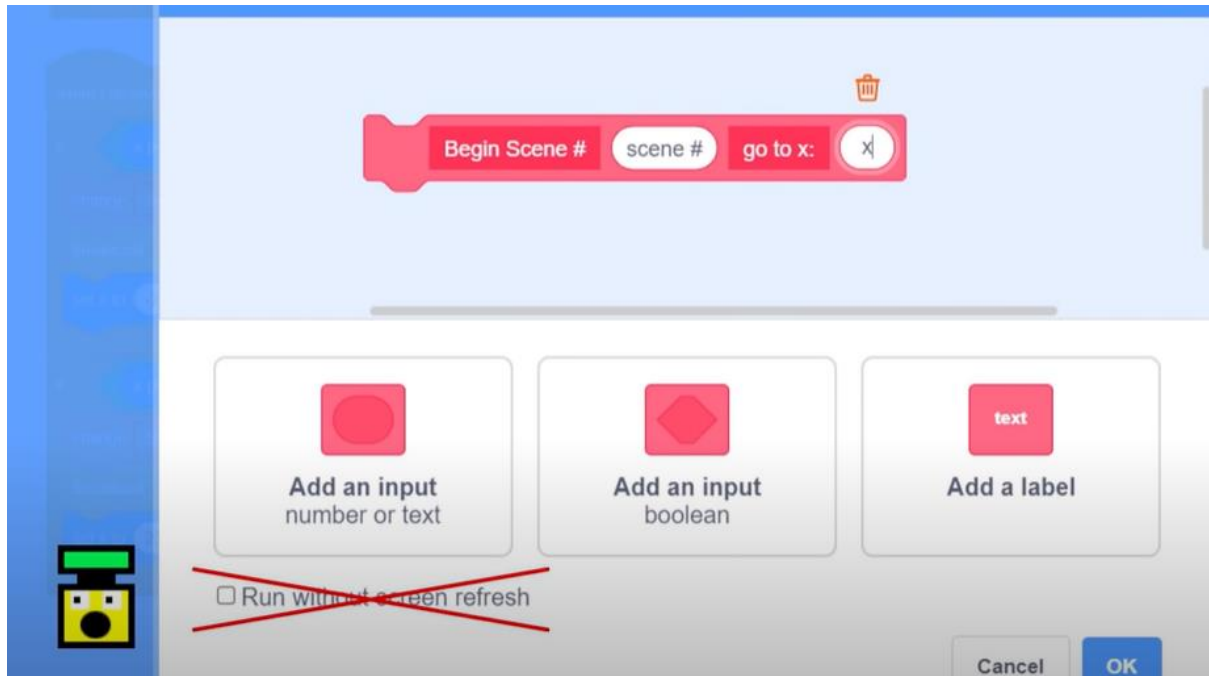 Begin Scene # scene # go to x: x
text
Add an input Add an input Add a label
number or text boolean
Run without screen refresh
Cancel OK